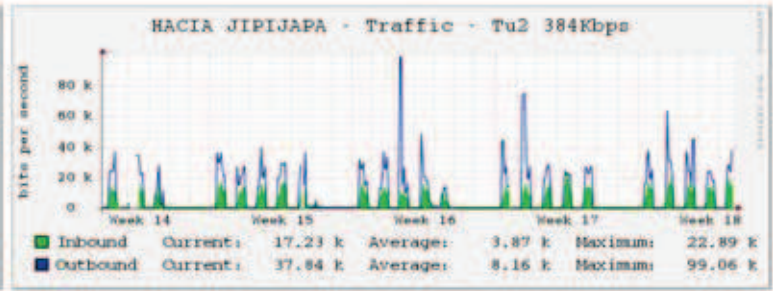 HACIA JIPIJAPA - Traffic - Tu2 384Kbps
bits per second
80 k
60 k
40 k
20 k
0
Week 14 Week 15 Week 16 Week 17 Week 18
Inbound Current: 17.23 k Average: 3.87 k Maximum: 22.89 k
Outbound Current: 37.84 k Average: 8.16 k Maximum: 99.06 k